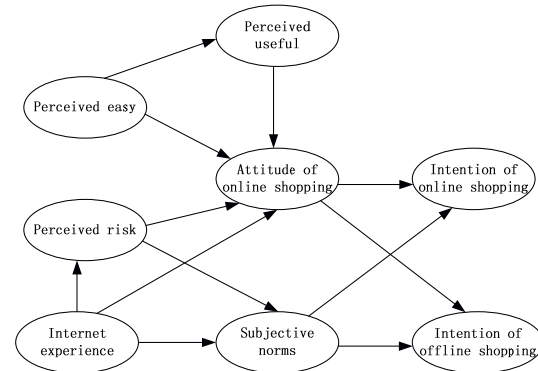 Perceived
useful
Perceived easy
Attitude of
online shopping
Intention of
online shopping
Perceived risk
Internet
experience
Subjective
norms
Intention of
offline shopping